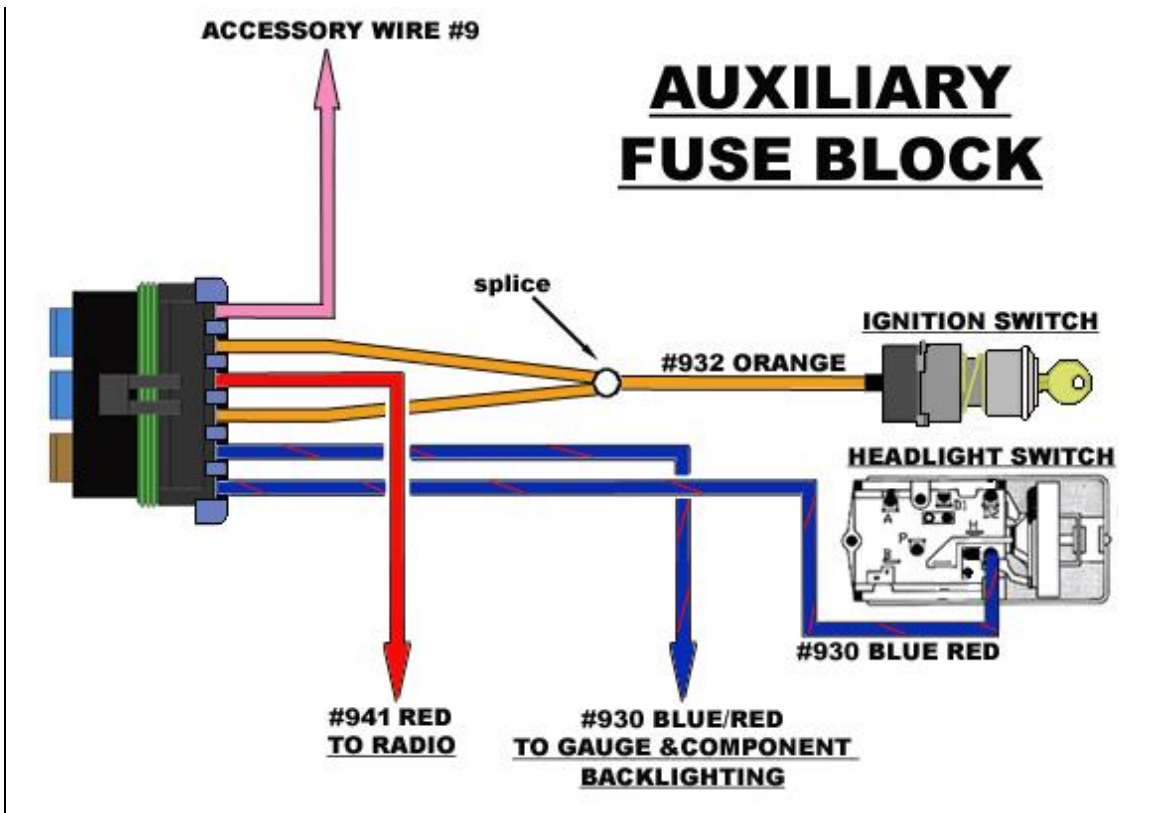 ACCESSORY WIRE #9
AUXILIARY
FUSE BLOCK
splice
IGNITION SWITCH
#932 ORANGE
HEADLIGHT SWITCH
A
D1
H
P
#930 BLUE RED
#941 RED
TO RADIO
#930 BLUE/RED
TO GAUGE &COMPONENT
BACKLIGHTING